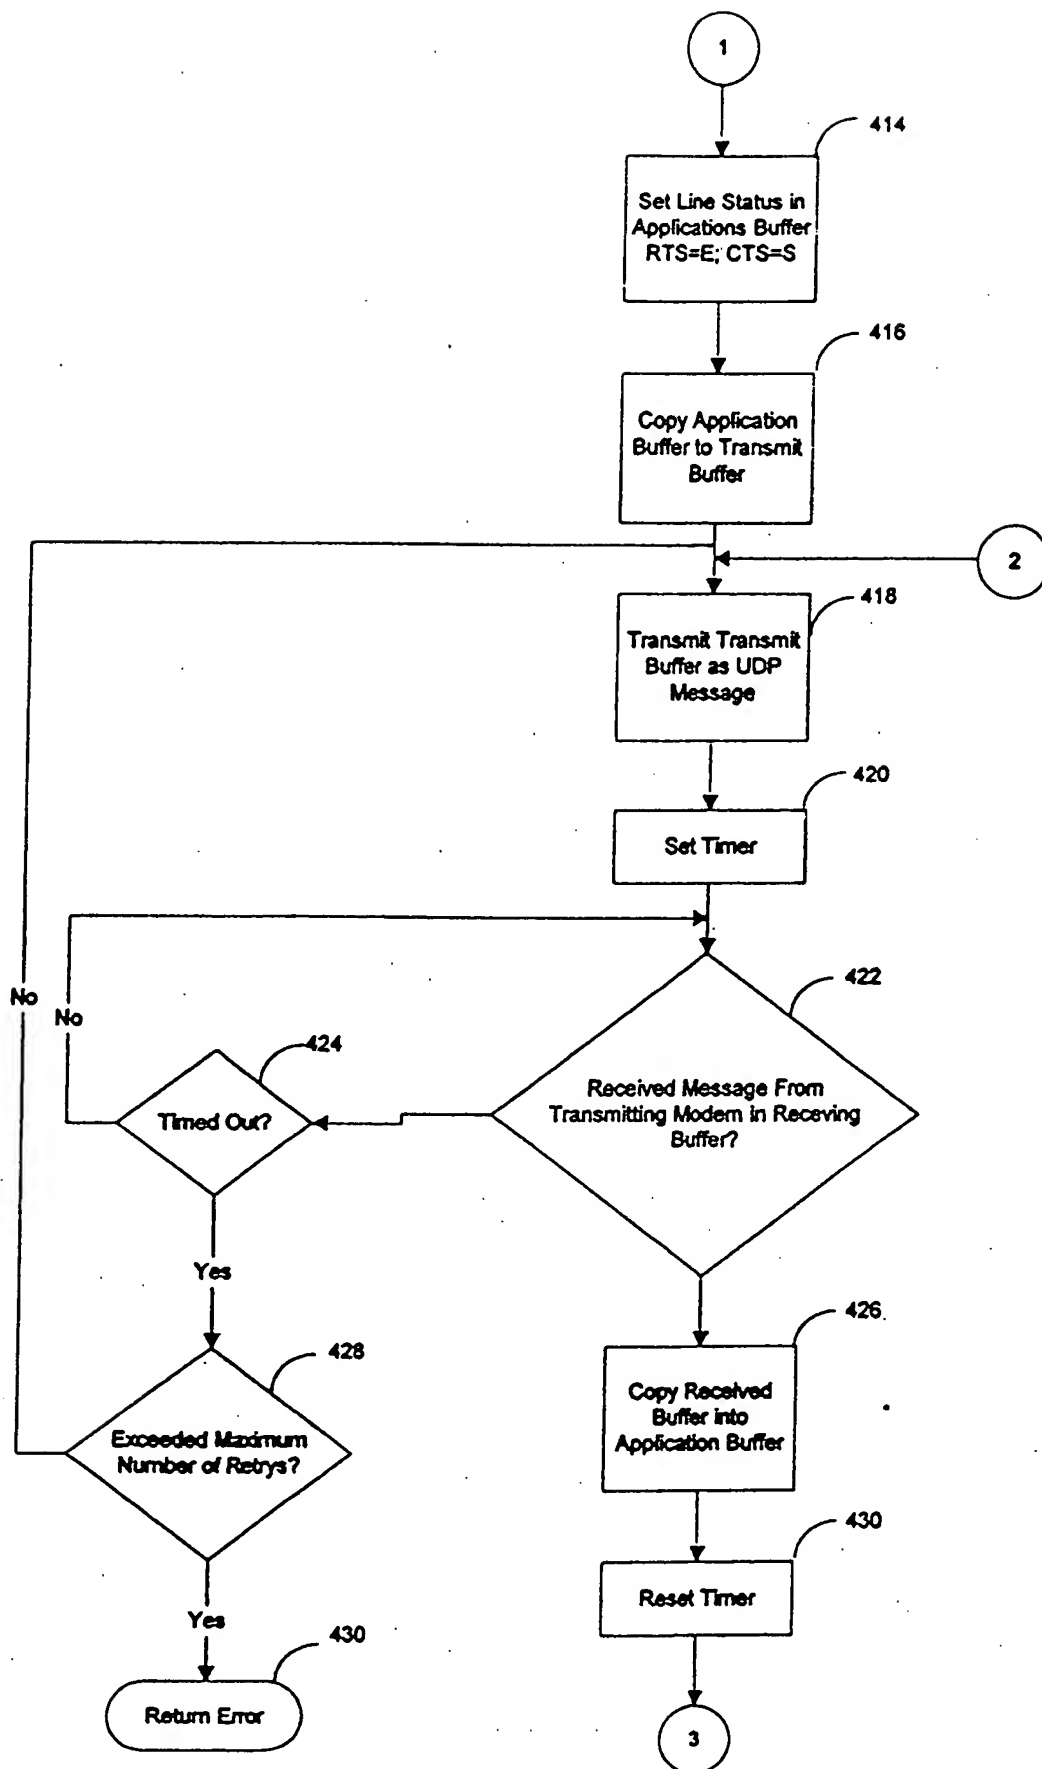 1
414
Set Line Status in
Applications Buffer
RTS=E; CTS=S
416
Copy Application
Buffer to Transmit
Buffer
2
418
Transmit Transmit
Buffer as UDP
Message
420
Set Timer
No
No
422
424
Received Message From
Transmitting Modem in Receving
Buffer?
Timed Out?
Yes
426
428
Copy Received
Buffer into
Application Buffer
Exceeded Maximum
Number of Retrys?
430
Reset Timer
Yes
430
Return Error
3